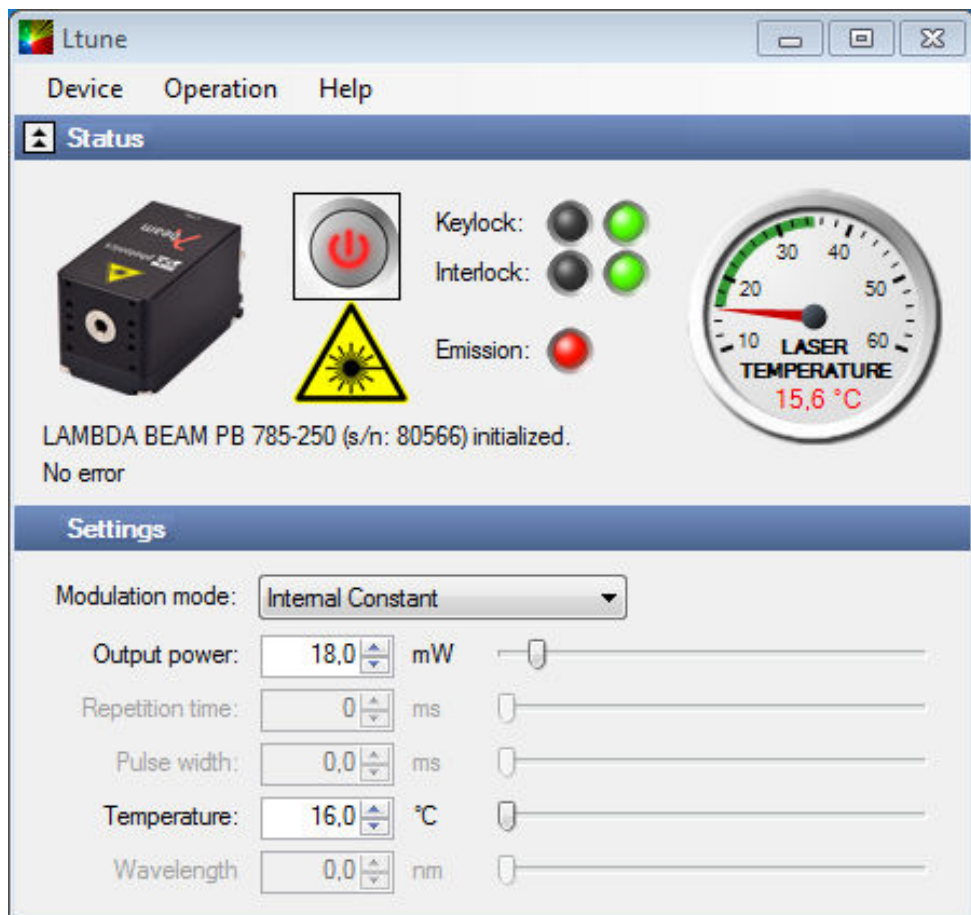 Ltune
Device Operation Help
Status
Keylock:
Interlock:
Emission:
10 20 30 40 50 60
LASER
TEMPERATURE
15,6 °C
LAMBDA BEAM PB 785-250 (s/n: 80566) initialized.
No error
Settings
Modulation mode: Internal Constant
Output power: 18,0 mW
Repetition time: 0 ms
Pulse width: 0,0 ms
Temperature: 16,0 °C
Wavelength 0,0 nm